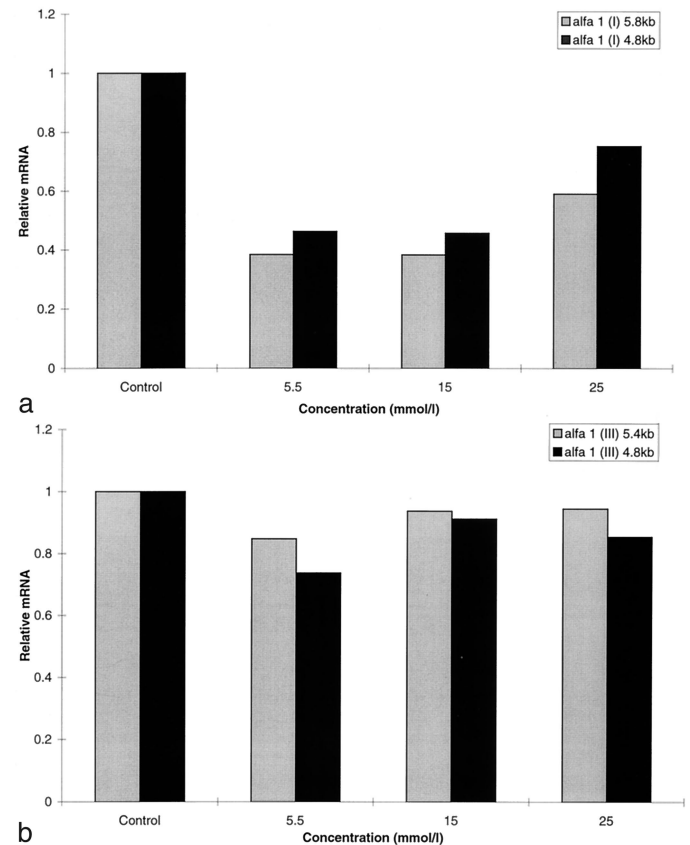 1.2
1
0.8
0.6
0.4
0.2
0
Relative mRNA
alfa 1 (I) 5.8kb
alfa 1 (I) 4.8kb
Control 5.5 15 25
Concentration (mmol/l)
a
1.2
1
0.8
0.6
0.4
0.2
0
Relative mRNA
alfa 1 (III) 5.4kb
alfa 1 (III) 4.8kb
Control 5.5 15 25
Concentration (mmol/l)
b